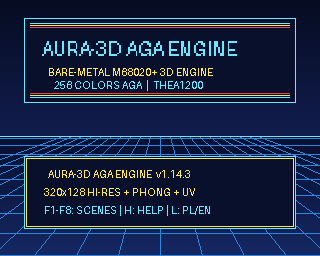 AURA-3D AGA ENGINE
BARE-METAL M68020+ 3D ENGINE
256 COLORS AGA | THEA1200
AURA-3D AGA ENGINE v1.14.3
320x128 HI-RES + PHONG + UV
F1-F8: SCENES | H: HELP | L: PL/EN